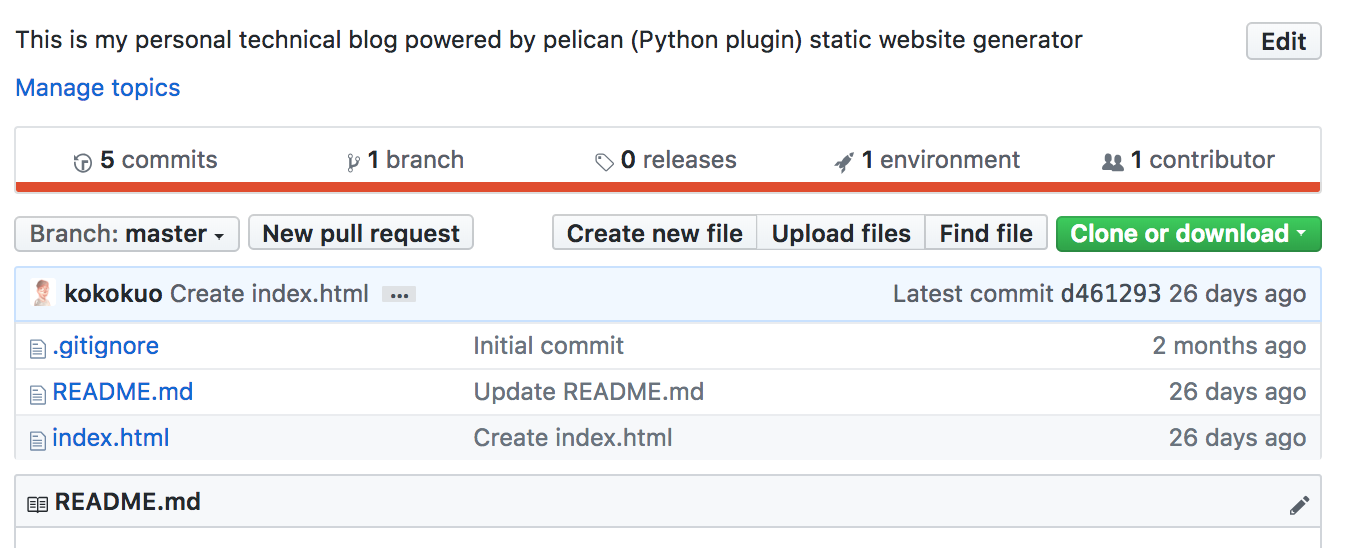 This is my personal technical blog powered by pelican (Python plugin) static website generator Edit
Manage topics
5 commits 1 branch 0 releases 1 environment 1 contributor
Branch: master New pull request Create new file Upload files Find file Clone or download
kokokuo Create index.html ... Latest commit d461293 26 days ago
.gitignore Initial commit 2 months ago
README.md Update README.md 26 days ago
index.html Create index.html 26 days ago
README.md